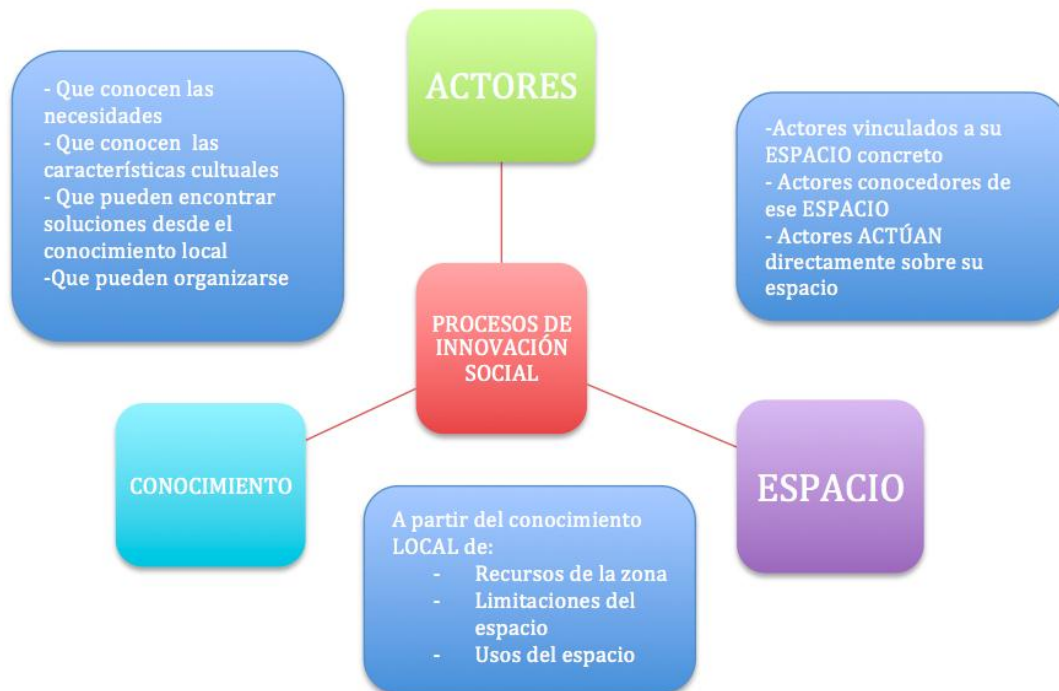 ACTORES
- Que conocen las
necesidades
- Que conocen  las
características cultuales
- Que pueden encontrar
soluciones desde el
conocimiento local
-Que pueden organizarse
-Actores vinculados a su
ESPACIO concreto
- Actores conocedores de
ese ESPACIO
- Actores ACTÚAN
directamente sobre su
espacio
PROCESOS DE
INNOVACIÓN
SOCIAL
CONOCIMIENTO
ESPACIO
A partir del conocimiento
LOCAL de:
- Recursos de la zona
- Limitaciones del
espacio
- Usos del espacio